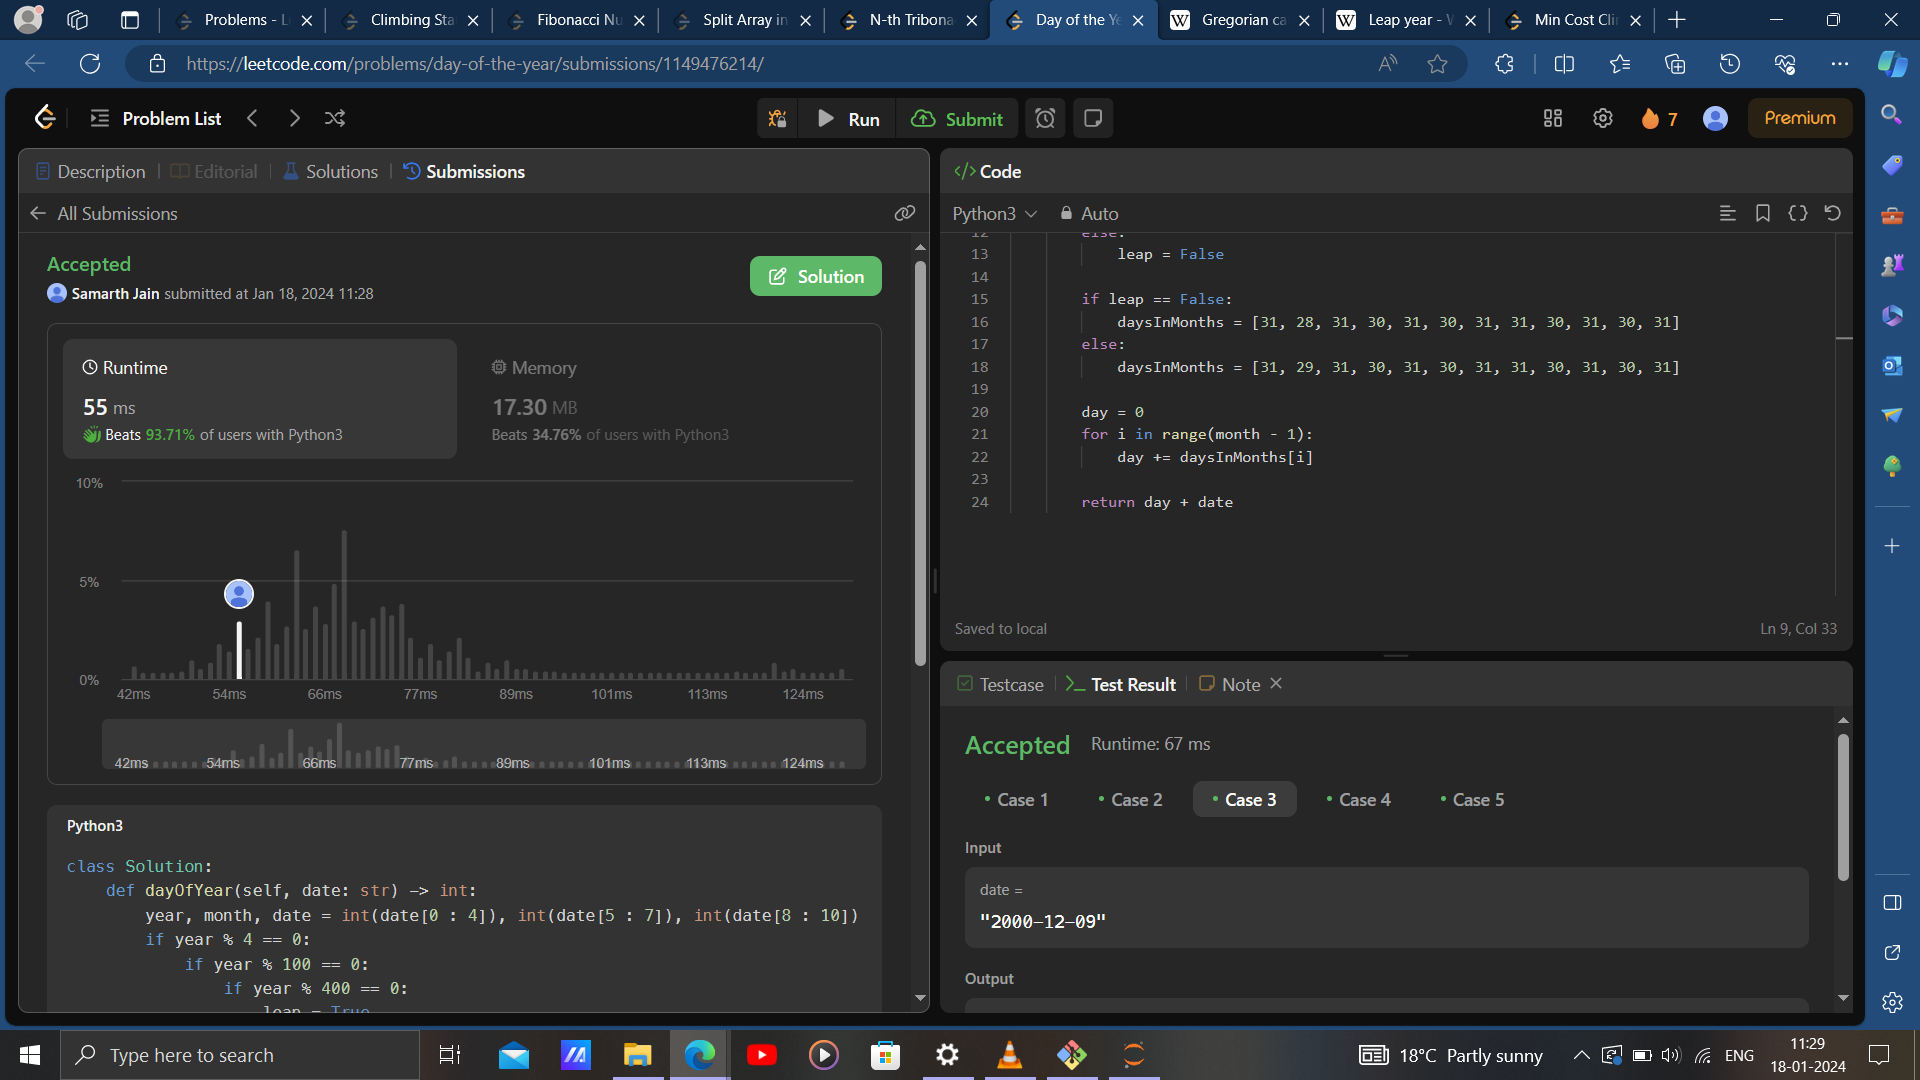 Problems - L
Climbing Sta
Fibonacci Nu
Split Array in
N-th Tribona
Day of the Ye
Gregorian ca
Leap year - W
Min Cost Cli
https://leetcode.com/problems/day-of-the-year/submissions/1149476214/
Problem List
Run
Submit
7
Premium
Description
Editorial
Solutions
Submissions
All Submissions
Accepted
Samarth Jain submitted at Jan 18, 2024 11:28
Solution
Runtime
55 ms
Beats 93.71% of users with Python3
Memory
17.30 MB
Beats 34.76% of users with Python3
10%
5%
0%
42ms 54ms 66ms 77ms 89ms 101ms 113ms 124ms
42ms 54ms 66ms 77ms 89ms 101ms 113ms 124ms
Python3
class Solution:
def dayOfYear(self, date: str) -> int:
year, month, date = int(date[0 : 4]), int(date[5 : 7]), int(date[8 : 10])
if year % 4 == 0:
if year % 100 == 0:
if year % 400 == 0:
leap = True
</> Code
Python3
Auto
12 else:
13 leap = False
14
15 if leap == False:
16 daysInMonths = [31, 28, 31, 30, 31, 30, 31, 31, 30, 31, 30, 31]
17 else:
18 daysInMonths = [31, 29, 31, 30, 31, 30, 31, 31, 30, 31, 30, 31]
19
20 day = 0
21 for i in range(month - 1):
22 day += daysInMonths[i]
23
24 return day + date
Saved to local
Ln 9, Col 33
Testcase
Test Result
Note
Accepted
Runtime: 67 ms
Case 1
Case 2
Case 3
Case 4
Case 5
Input
date =
"2000-12-09"
Output
Type here to search
18°C Partly sunny
ENG
11:29
18-01-2024